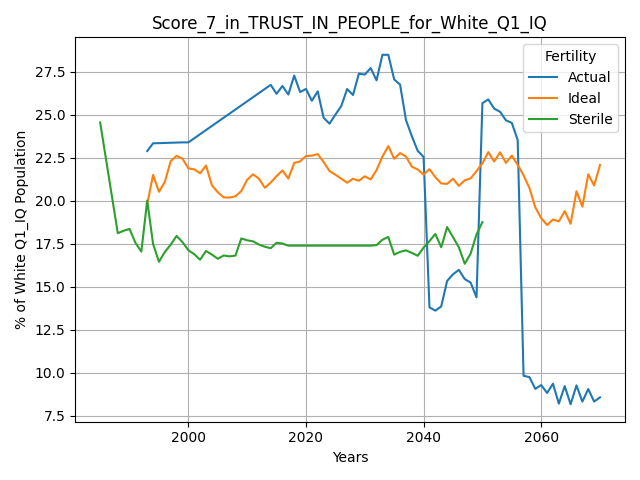 Score_7_in_TRUST_IN_PEOPLE_for_White_Q1_IQ
Fertility
Actual
Ideal
Sterile
% of White Q1_IQ Population
27.5
25.0
22.5
20.0
17.5
15.0
12.5
10.0
7.5
2000 2020 2040 2060
Years